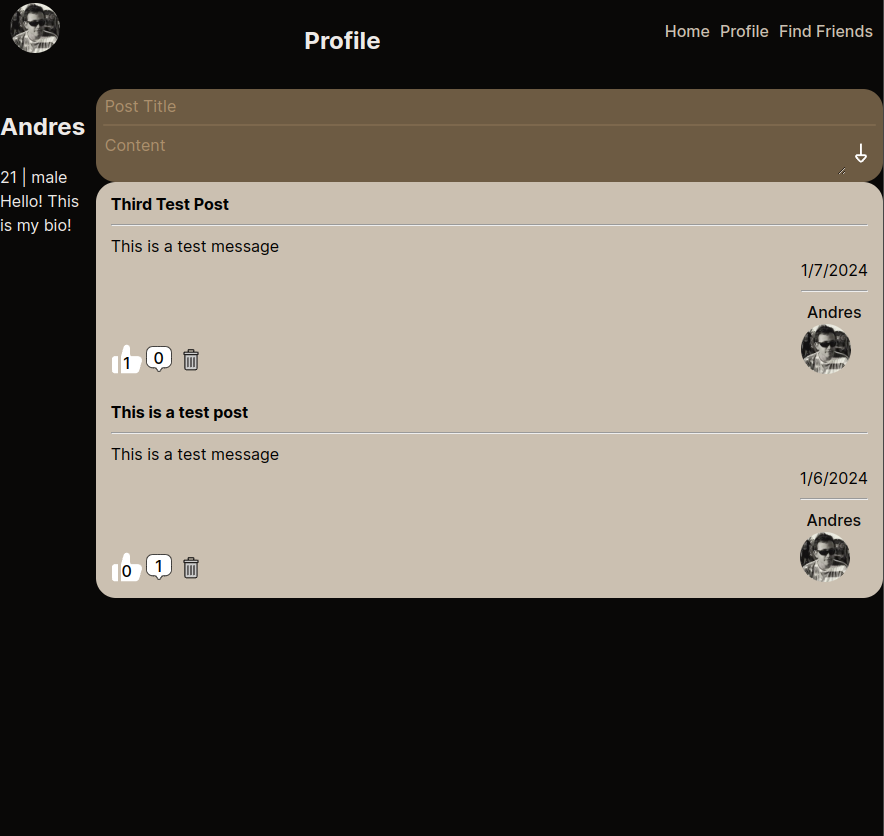 Profile
Home Profile Find Friends
Andres
21 | male
Hello! This
is my bio!
Post Title
Content
Third Test Post
This is a test message
1/7/2024
Andres
1 0
This is a test post
This is a test message
1/6/2024
Andres
0 1